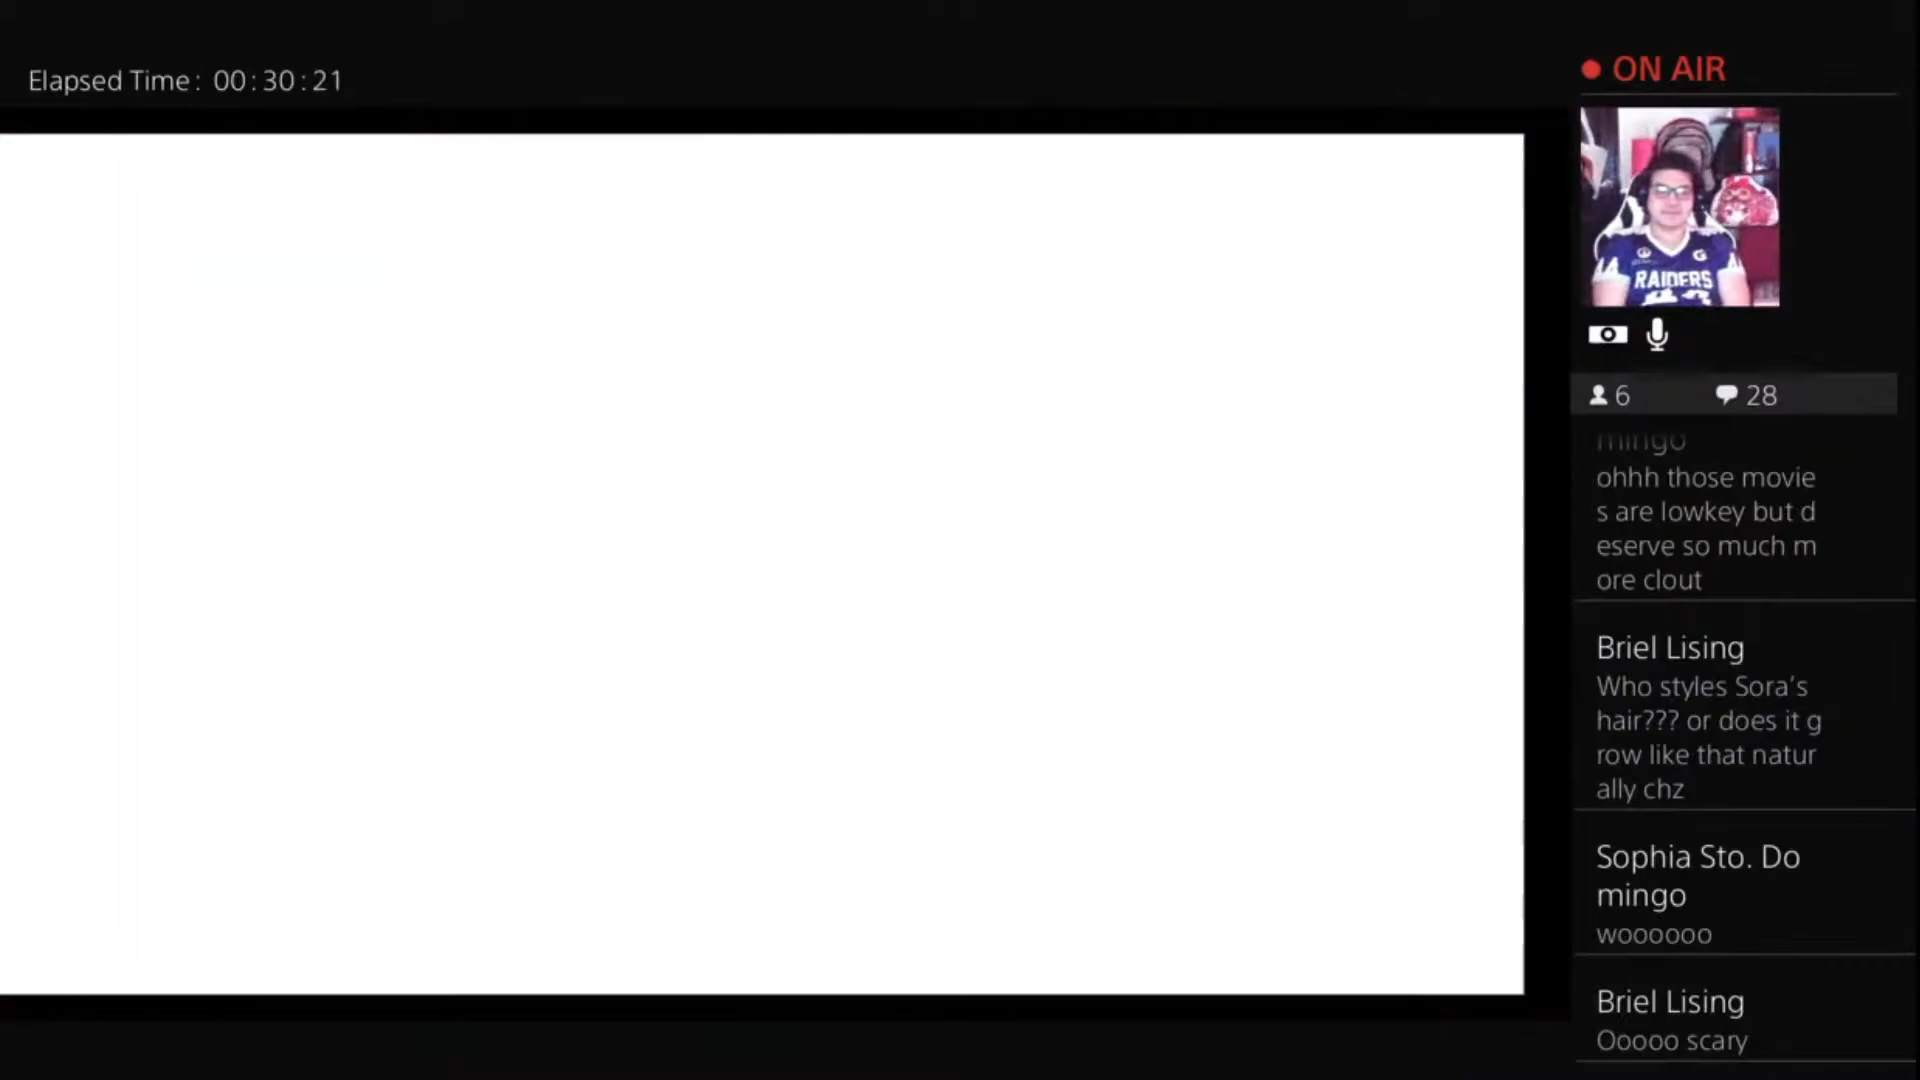 Elapsed Time: 00:30:21
ON AIR
RAIDERS
6 28
mingo
ohhh those movie
s are lowkey but d
eserve so much m
ore clout
Briel Lising
Who styles Sora's
hair??? or does it g
row like that natur
ally chz
Sophia Sto. Do
mingo
woooooo
Briel Lising
Ooooo scary